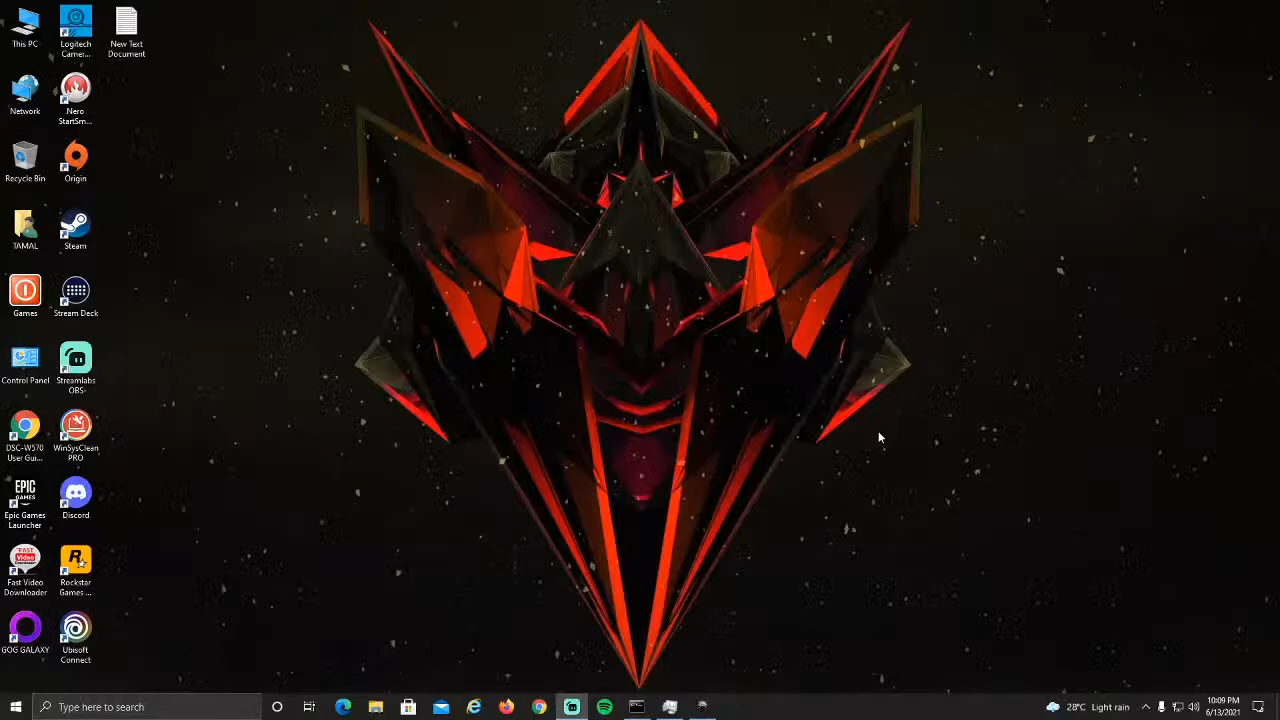 This PC
Logitech
Camer...
New Text
Document
Network
Nero
StartSm...
Recycle Bin
Origin
TAMAL
Steam
Games
Stream Deck
Control Panel
Streamlabs
OBS
DSC-W570
User Gui...
WinSysClean
PRO
EPIC
GAMES
Epic Games
Launcher
Discord
FAST
Video
Fast Video
Downloader
R
Rockstar
Games ...
GOG GALAXY
Ubisoft
Connect
Type here to search
28°C Light rain
10:09 PM
6/13/2021